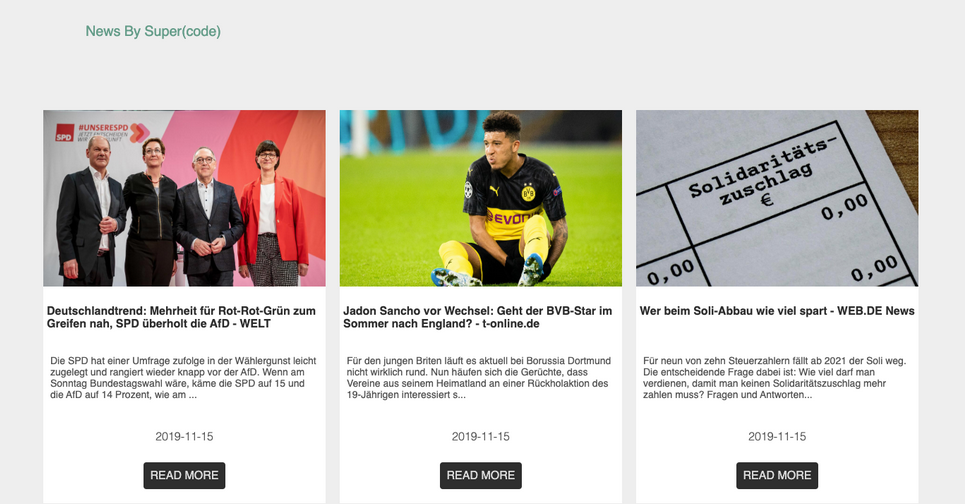 News By Super(code)
SPD
#UNSERESPD
JETZT ENTSCHEIDEN
Solidaritäts-
zuschlag
€
0,00
0,00
0,00
Deutschlandtrend: Mehrheit für Rot-Rot-Grün zum
Greifen nah, SPD überholt die AfD - WELT
Die SPD hat einer Umfrage zufolge in der Wählergunst leicht
zugelegt und rangiert wieder knapp vor der AfD. Wenn am
Sonntag Bundestagswahl wäre, käme die SPD auf 15 und
die AfD auf 14 Prozent, wie am ...
2019-11-15
READ MORE
Jadon Sancho vor Wechsel: Geht der BVB-Star im
Sommer nach England? - t-online.de
Für den jungen Briten läuft es aktuell bei Borussia Dortmund
nicht wirklich rund. Nun häufen sich die Gerüchte, dass
Vereine aus seinem Heimatland an einer Rückholaktion des
19-Jährigen interessiert s...
2019-11-15
READ MORE
Wer beim Soli-Abbau wie viel spart - WEB.DE News
Für neun von zehn Steuerzahlern fällt ab 2021 der Soli weg.
Die entscheidende Frage dabei ist: Wie viel darf man
verdienen, damit man keinen Solidaritätszuschlag mehr
zahlen muss? Fragen und Antworten...
2019-11-15
READ MORE